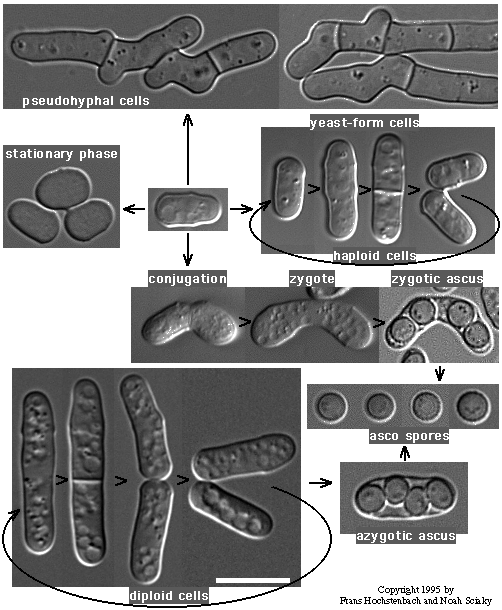 pseudohyphal cells
yeast-form cells
stationary phase
haploid cells
conjugation
zygote
zygotic ascus
asco spores
azygotic ascus
diploid cells
Copyright 1995 by
Frans Hochstenbach and Noah Sciaky